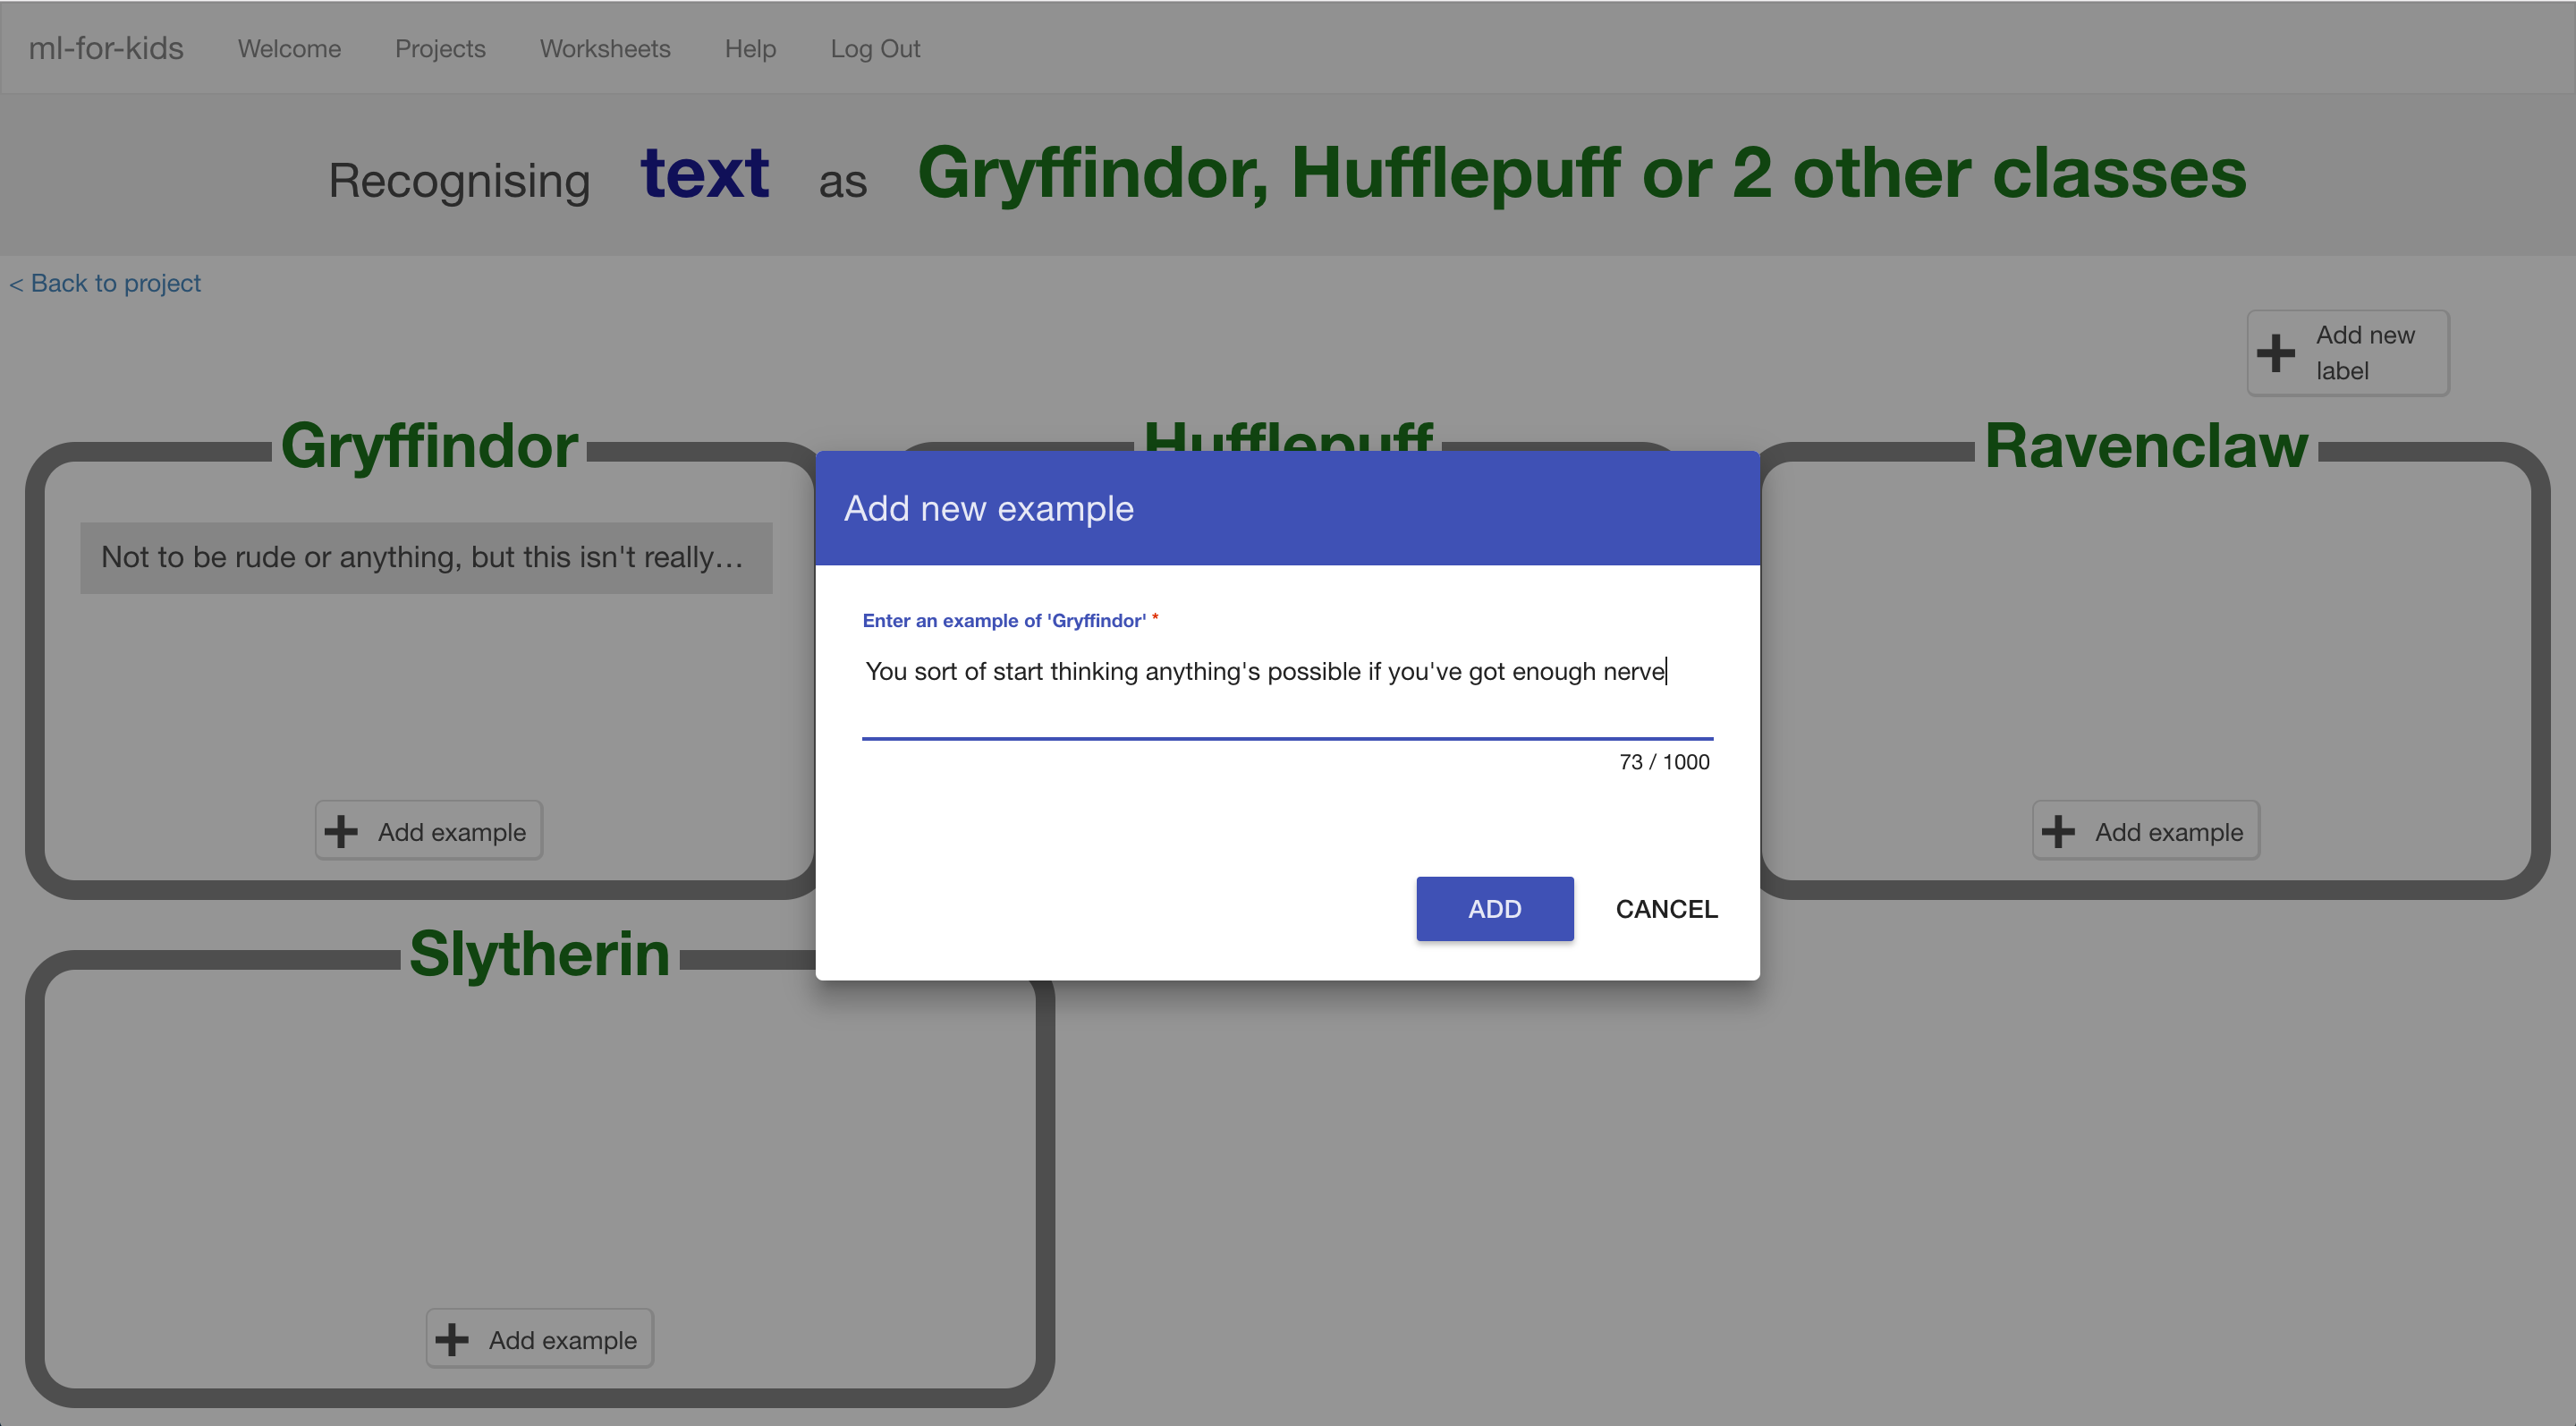 ml-for-kids Welcome Projects Worksheets Help Log Out
Recognising text as Gryffindor, Hufflepuff or 2 other classes
< Back to project
Add new
label
Gryffindor
Hufflepuff
Ravenclaw
Not to be rude or anything, but this isn't really...
Add example
Add new example
Enter an example of 'Gryffindor' *
You sort of start thinking anything's possible if you've got enough nerve
73 / 1000
ADD CANCEL
Add example
Slytherin
Add example